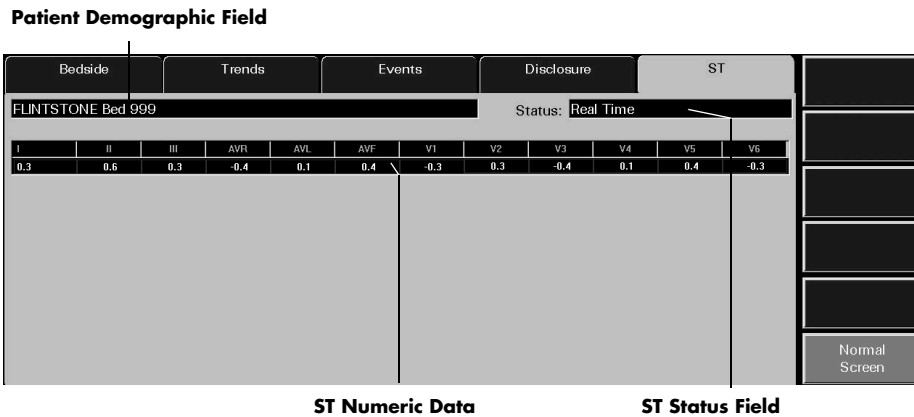 Patient Demographic Field
Bedside Trends Events Disclosure ST
FLINTSTONE Bed 999 Status: Real Time
I II III AVR AVL AVF V1 V2 V3 V4 V5 V6
0.3 0.6 0.3 -0.4 0.1 0.4 -0.3 0.3 -0.4 0.1 0.4 -0.3
Normal
Screen
ST Numeric Data ST Status Field